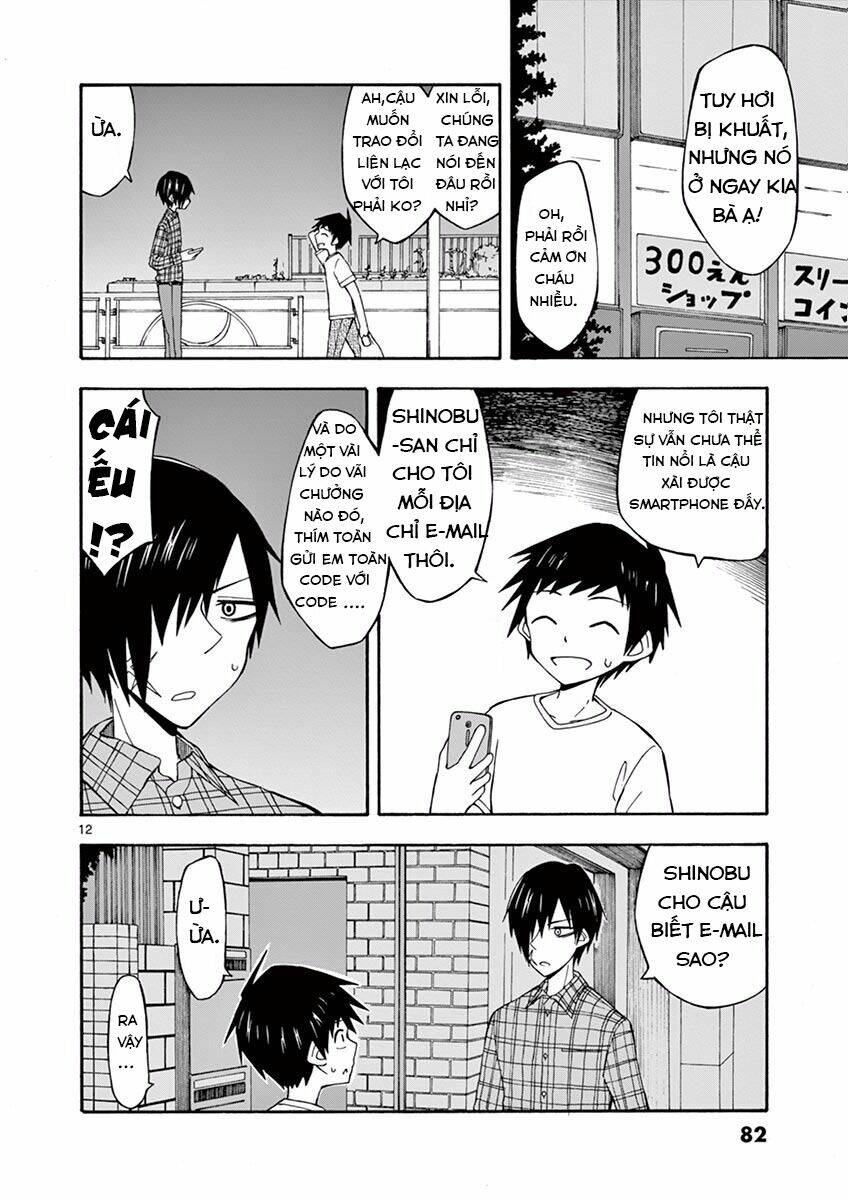 TUY HƠI
BỊ KHUẤT,
NHƯNG NÓ
Ở NGAY KIA
BÀ Ạ!
OH,
PHẢI RỒI
CẢM ƠN
CHÁU
NHIỀU.
300えん
ショップ
スリー
コイン
XIN LỖI,
CHÚNG
TA ĐANG
NÓI ĐẾN
ĐÂU RỒI
NHỈ?
AH,CẬU
MUỐN
TRAO ĐỔI
LIÊN LẠC
VỚI TÔI
PHẢI KO?
ỪA.
NHƯNG TÔI THẬT
SỰ VẪN CHƯA THỂ
TIN NỔI LÀ CẬU
XÀI ĐƯỢC
SMARTPHONE ĐẤY.
SHINOBU
-SAN CHỈ
CHO TÔI
MỖI ĐỊA
CHỈ E-MAIL
THÔI.
VÀ DO
MỘT VÀI
LÝ DO VÃI
CHƯỞNG
NÀO ĐÓ,
THÍM TOÀN
GỬI EM TOÀN
CODE VỚI
CODE ....
CÁI
ẾU
!?
12
SHINOBU
CHO CẬU
BIẾT E-MAIL
SAO?
Ư-
ỪA.
RA
VẬY
...
82